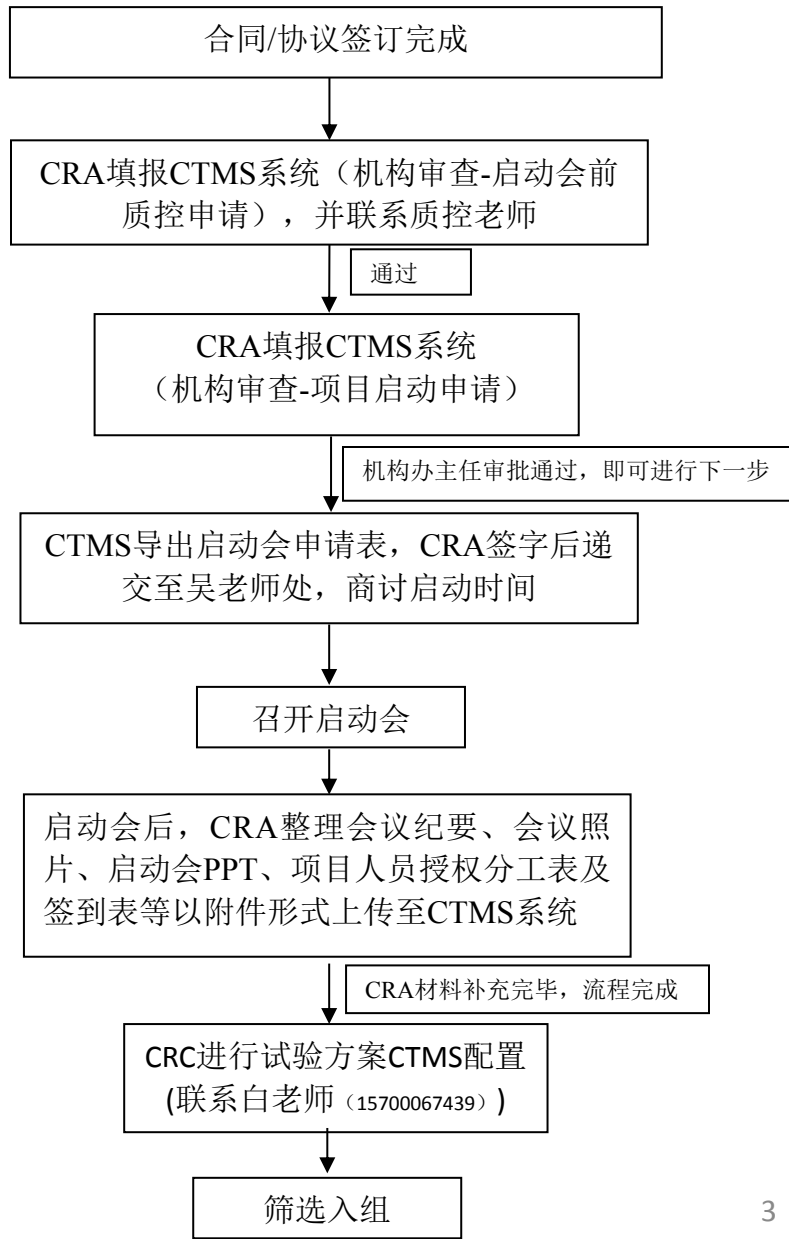 合同/协议签订完成
CRA填报CTMS系统（机构审查-启动会前
质控申请），并联系质控老师
通过
CRA填报CTMS系统
（机构审查-项目启动申请）
机构办主任审批通过，即可进行下一步
CTMS导出启动会申请表，CRA签字后递
交至吴老师处，商讨启动时间
召开启动会
启动会后，CRA整理会议纪要、会议照
片、启动会PPT、项目人员授权分工表及
签到表等以附件形式上传至CTMS系统
CRA材料补充完毕，流程完成
CRC进行试验方案CTMS配置
(联系白老师（15700067439）)
筛选入组
3